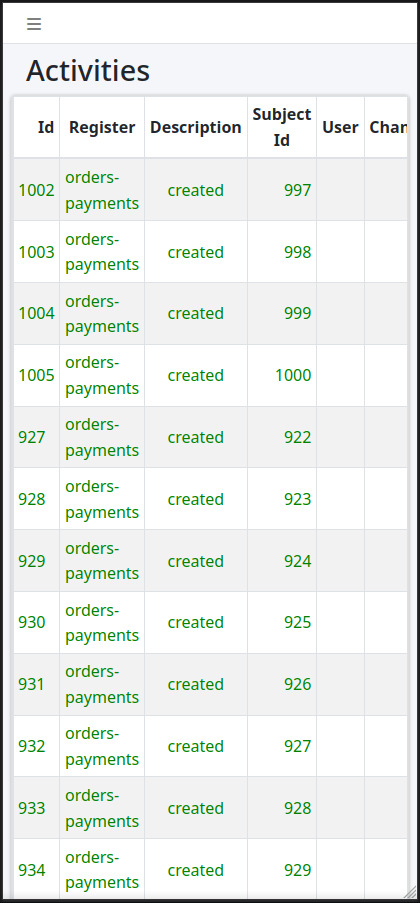 Activities
Id Register Description Subject Id User Chan
1002 orders-payments created 997
1003 orders-payments created 998
1004 orders-payments created 999
1005 orders-payments created 1000
927 orders-payments created 922
928 orders-payments created 923
929 orders-payments created 924
930 orders-payments created 925
931 orders-payments created 926
932 orders-payments created 927
933 orders-payments created 928
934 orders-payments created 929